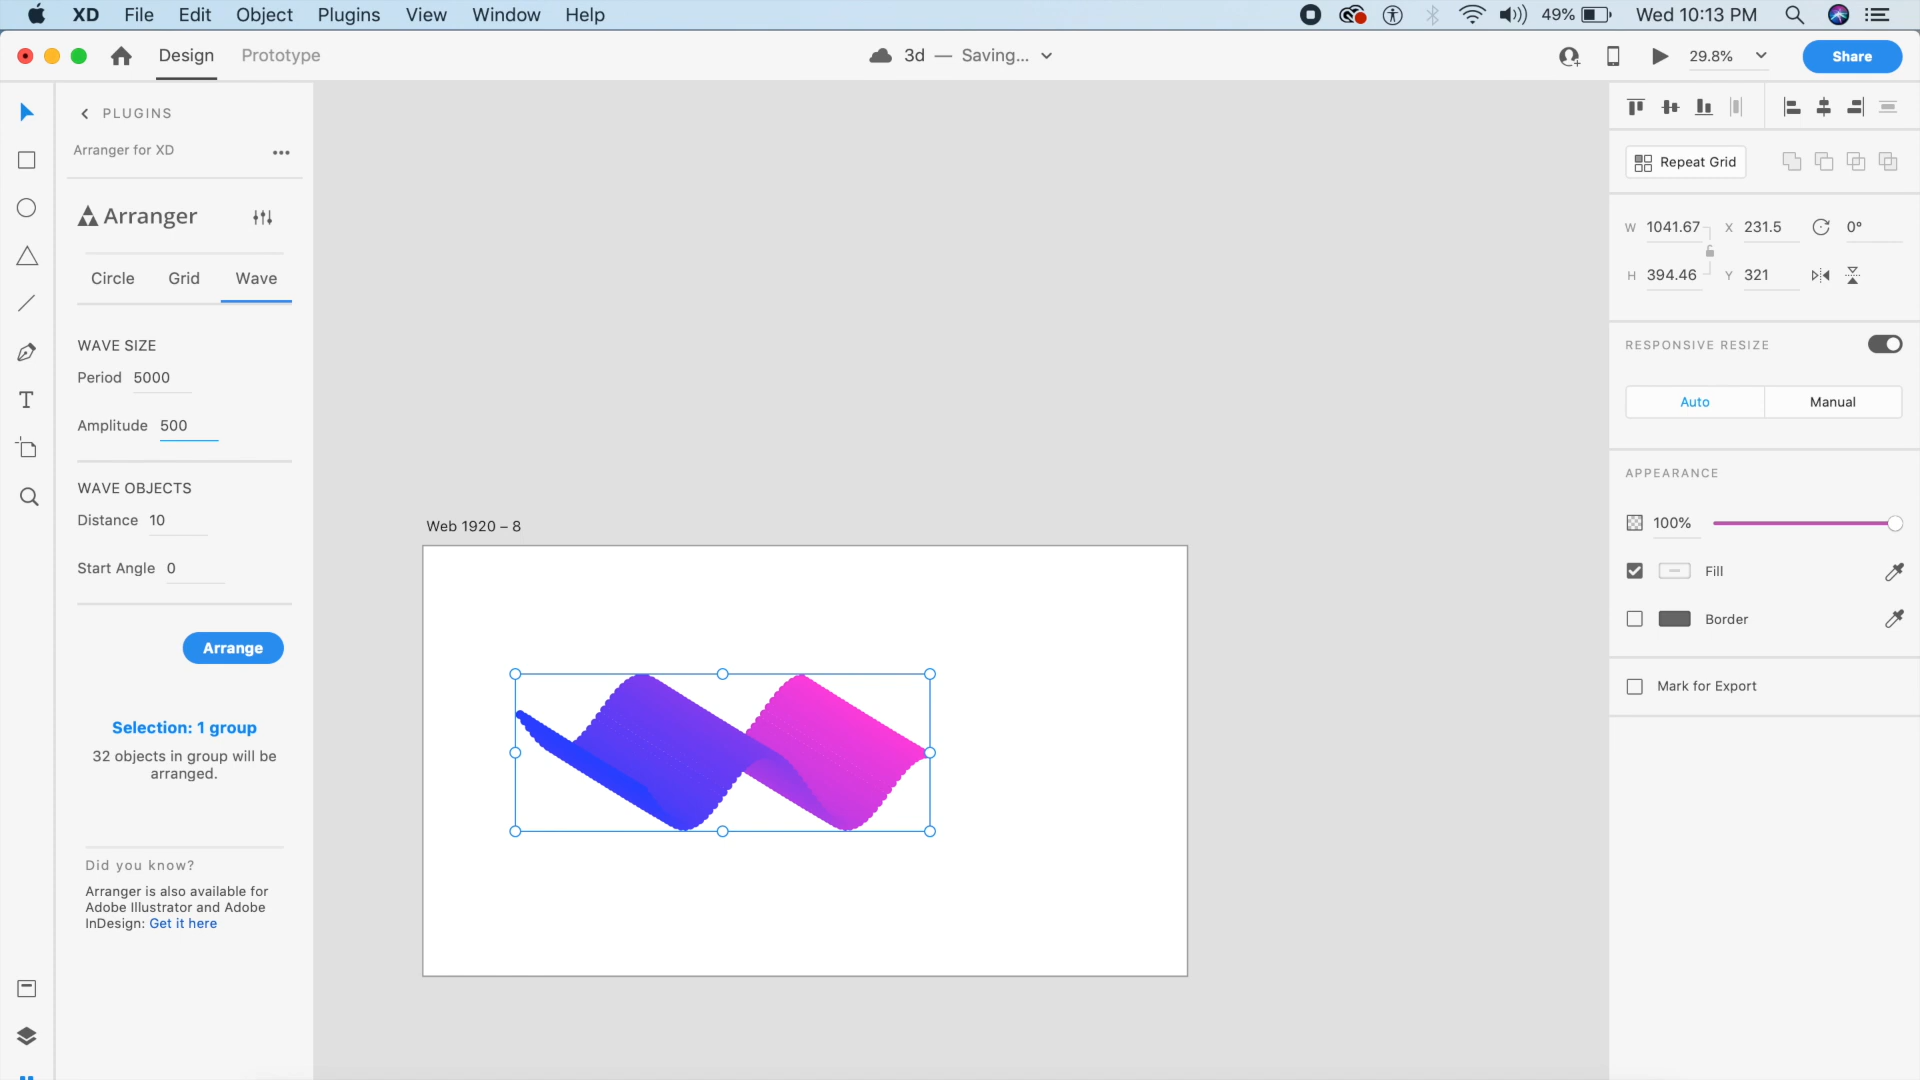 XD File Edit Object Plugins View Window Help 49% Wed 10:13 PM
Design Prototype 3d — Saving... 29.8% Share
PLUGINS
Arranger for XD
Arranger
Circle Grid Wave
WAVE SIZE
Period 5000
Amplitude 500
WAVE OBJECTS
Distance 10
Start Angle 0
Arrange
Selection: 1 group
32 objects in group will be
arranged.
Did you know?
Arranger is also available for
Adobe Illustrator and Adobe
InDesign: Get it here
Web 1920 – 8
Repeat Grid
W 1041.67 X 231.5 0°
H 394.46 Y 321
RESPONSIVE RESIZE
Auto Manual
APPEARANCE
100%
Fill
Border
Mark for Export